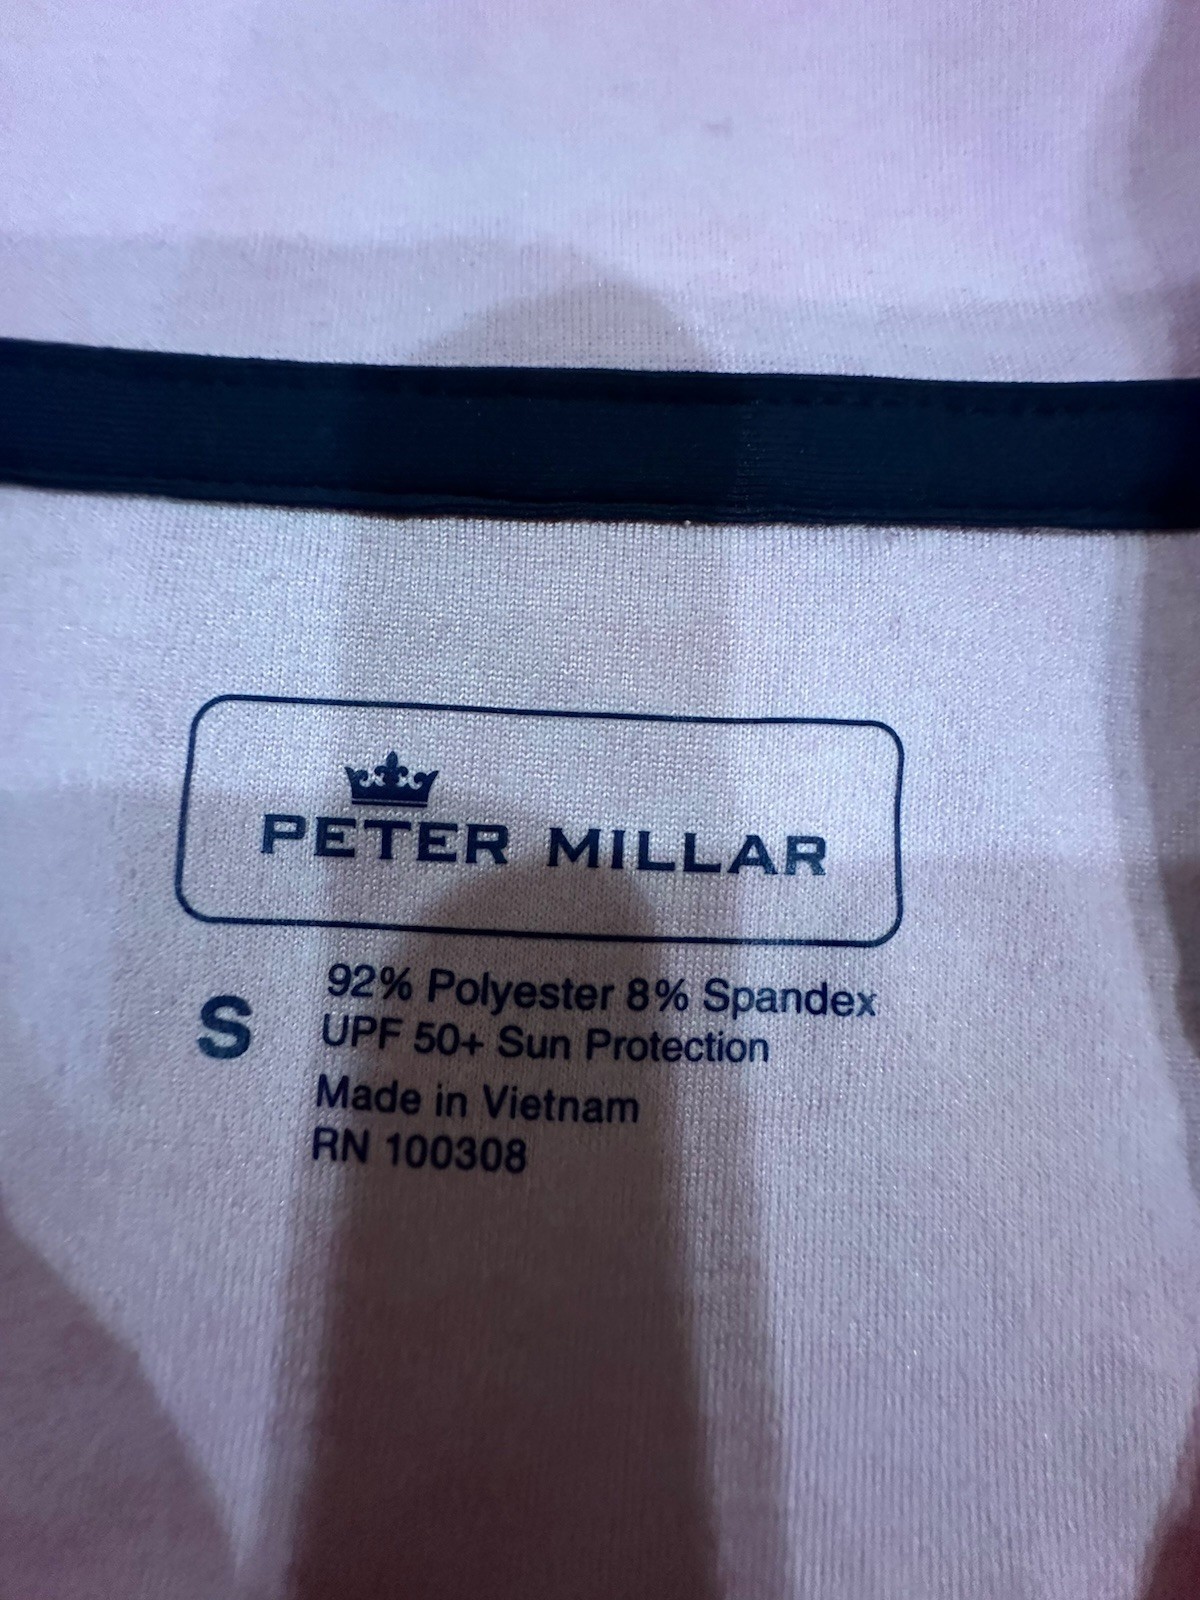 PETER MILLAR
S
92% Polyester 8% Spandex
UPF 50+ Sun Protection
Made in Vietnam
RN 100308